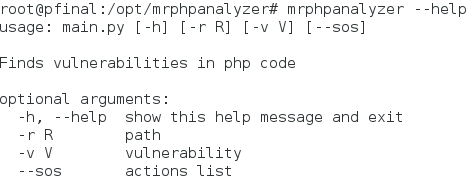 root@pfinal:/opt/mrphpanalyzer# mrphpanalyzer --help
usage: main.py [-h] [-r R] [-v V] [--sos]
Finds vulnerabilities in php code
optional arguments:
-h, --help  show this help message and exit
-r R        path
-v V        vulnerability
--sos       actions list